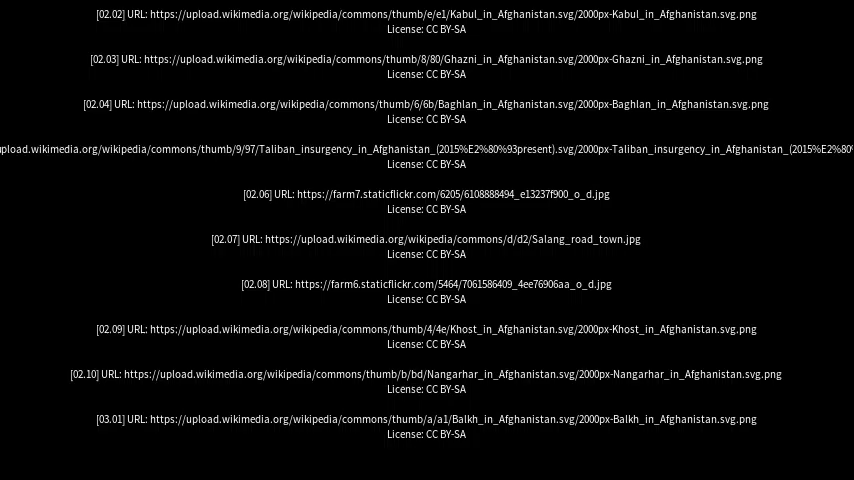 [02.02] URL: https://upload.wikimedia.org/wikipedia/commons/thumb/e/e1/Kabul_in_Afghanistan.svg/2000px-Kabul_in_Afghanistan.svg.png
License: CC BY-SA
[02.03] URL: https://upload.wikimedia.org/wikipedia/commons/thumb/8/80/Ghazni_in_Afghanistan.svg/2000px-Ghazni_in_Afghanistan.svg.png
License: CC BY-SA
[02.04] URL: https://upload.wikimedia.org/wikipedia/commons/thumb/6/6b/Baghlan_in_Afghanistan.svg/2000px-Baghlan_in_Afghanistan.svg.png
License: CC BY-SA
upload.wikimedia.org/wikipedia/commons/thumb/9/97/Taliban_insurgency_in_Afghanistan_(2015%E2%80%93present).svg/2000px-Taliban_insurgency_in_Afghanistan_(2015%E2%80%
License: CC BY-SA
[02.06] URL: https://farm7.staticflickr.com/6205/6108888494_e13237f900_o_d.jpg
License: CC BY-SA
[02.07] URL: https://upload.wikimedia.org/wikipedia/commons/d/d2/Salang_road_town.jpg
License: CC BY-SA
[02.08] URL: https://farm6.staticflickr.com/5464/7061586409_4ee76906aa_o_d.jpg
License: CC BY-SA
[02.09] URL: https://upload.wikimedia.org/wikipedia/commons/thumb/4/4e/Khost_in_Afghanistan.svg/2000px-Khost_in_Afghanistan.svg.png
License: CC BY-SA
[02.10] URL: https://upload.wikimedia.org/wikipedia/commons/thumb/b/bd/Nangarhar_in_Afghanistan.svg/2000px-Nangarhar_in_Afghanistan.svg.png
License: CC BY-SA
[03.01] URL: https://upload.wikimedia.org/wikipedia/commons/thumb/a/a1/Balkh_in_Afghanistan.svg/2000px-Balkh_in_Afghanistan.svg.png
License: CC BY-SA